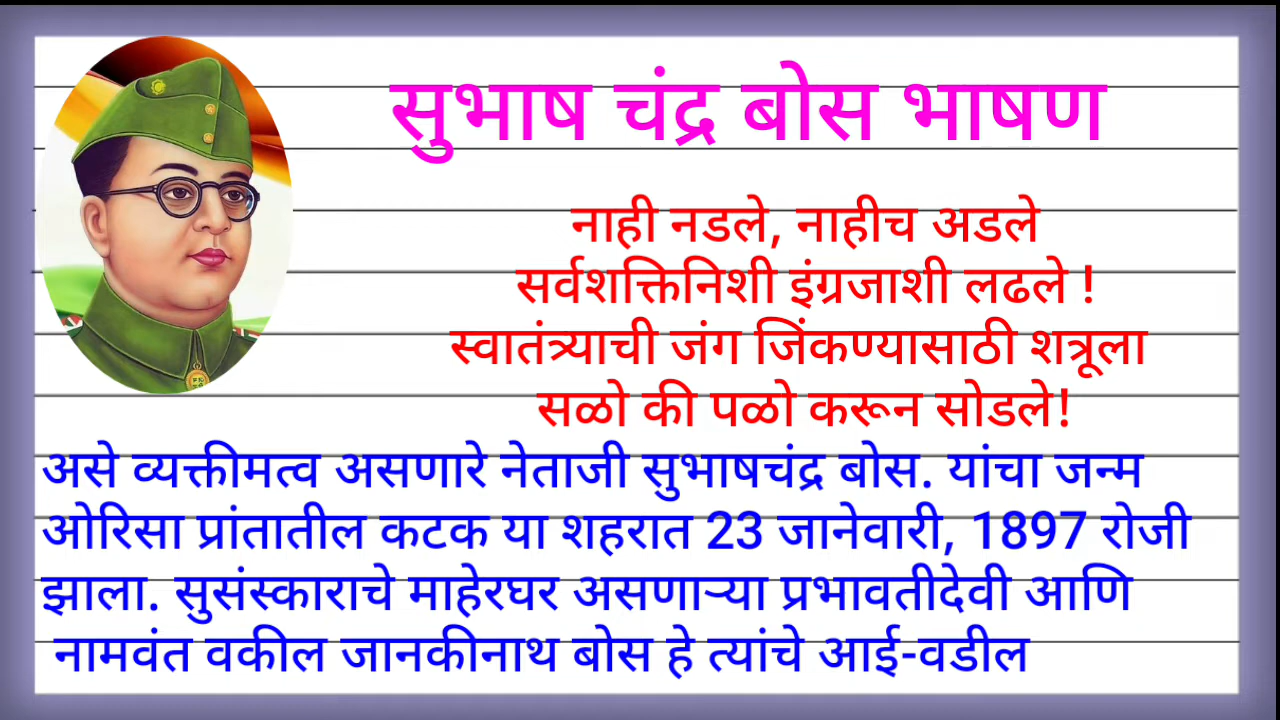 सुभाष चंद्र बोस भाषण
नाही नडले, नाहीच अडले
सर्वशक्तिनिशी इंग्रजाशी लढले !
स्वातंत्र्याची जंग जिंकण्यासाठी शत्रूला
सळो की पळो करून सोडले!
असे व्यक्तीमत्व असणारे नेताजी सुभाषचंद्र बोस. यांचा जन्म
ओरिसा प्रांतातील कटक या शहरात 23 जानेवारी, 1897 रोजी
झाला. सुसंस्काराचे माहेरघर असणाऱ्या प्रभावतीदेवी आणि
नामवंत वकील जानकीनाथ बोस हे त्यांचे आई-वडील